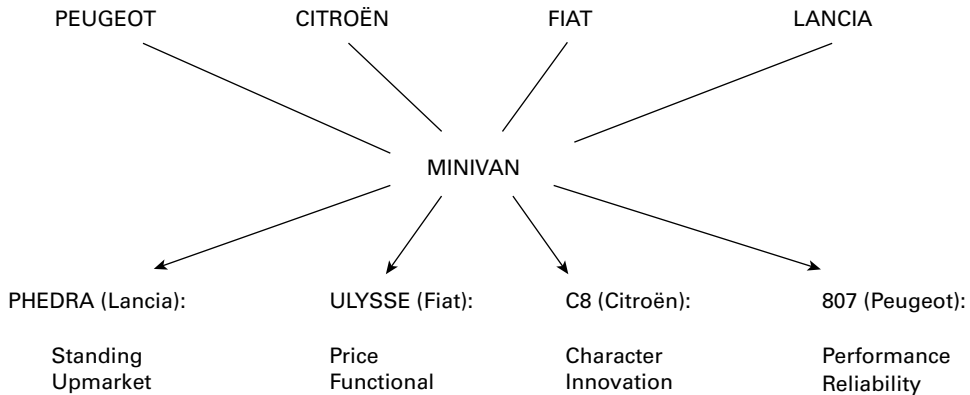 PEUGEOT CITROËN FIAT LANCIA
MINIVAN
PHEDRA (Lancia): ULYSSE (Fiat): C8 (Citroën): 807 (Peugeot):
Standing Price Character Performance
Upmarket Functional Innovation Reliability